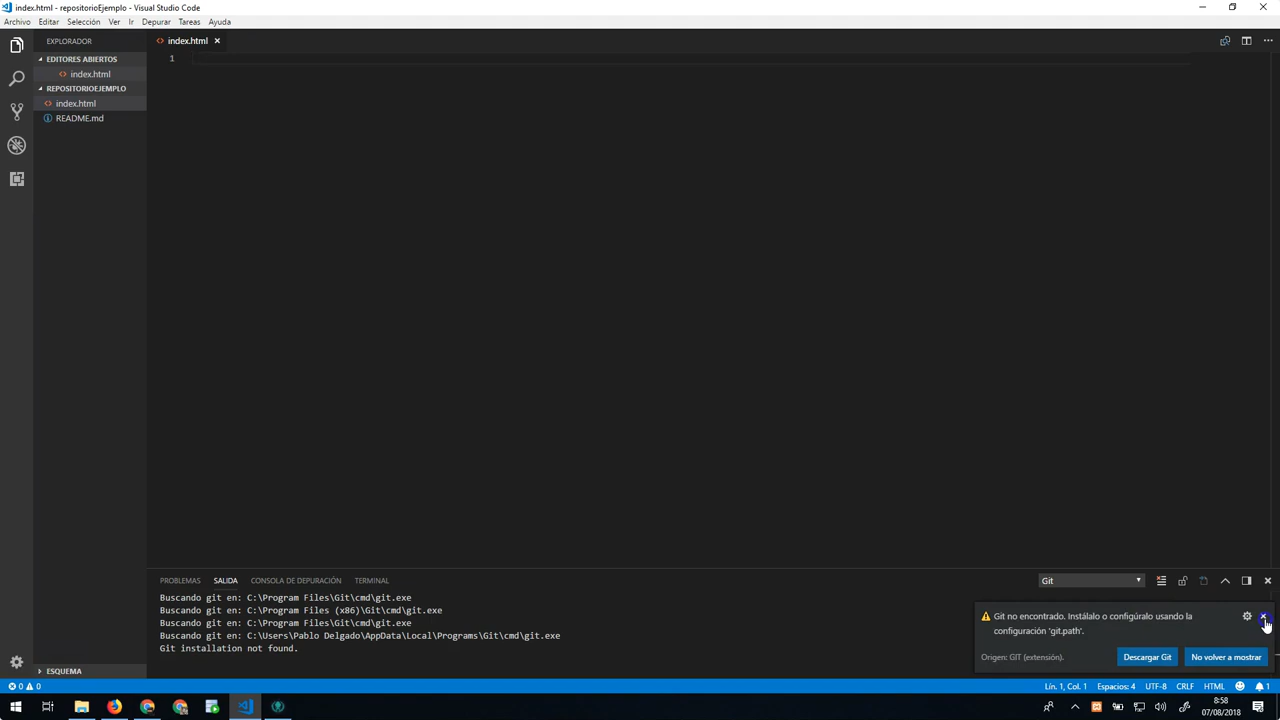 index.html - repositorioEjemplo - Visual Studio Code
Archivo Editar Selección Ver Ir Depurar Tareas Ayuda
EXPLORADOR
index.html
EDITORES ABIERTOS
index.html
REPOSITORIOEJEMPLO
index.html
README.md
ESQUEMA
1
PROBLEMAS SALIDA CONSOLA DE DEPURACIÓN TERMINAL
Git
Buscando git en: C:\Program Files\Git\cmd\git.exe
Buscando git en: C:\Program Files (x86)\Git\cmd\git.exe
Buscando git en: C:\Program Files\Git\cmd\git.exe
Buscando git en: C:\Users\Pablo Delgado\AppData\Local\Programs\Git\cmd\git.exe
Git installation not found.
Git no encontrado. Instálalo o configúralo usando la
configuración 'git.path'.
Origen: GIT (extensión).
Descargar Git
No volver a mostrar
0 0
Lín. 1, Col. 1 Espacios: 4 UTF-8 CRLF HTML 1
8:58
07/08/2018